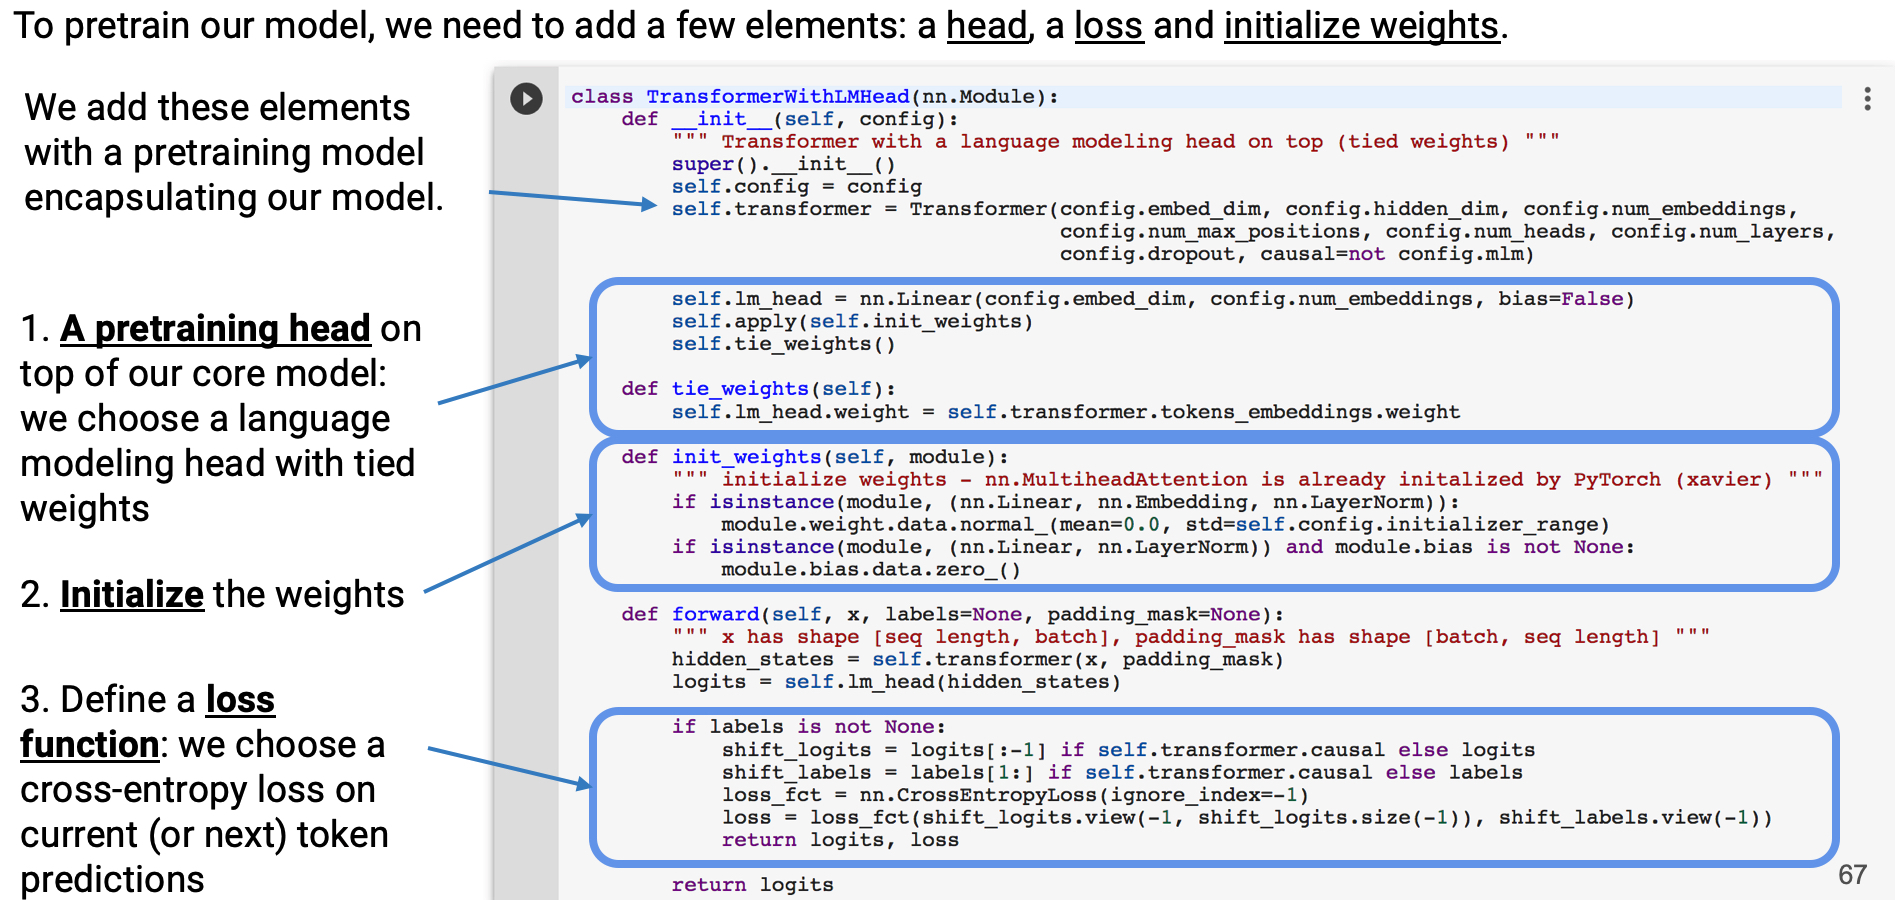 To pretrain our model, we need to add a few elements: a head, a loss and initialize weights.
We add these elements
with a pretraining model
encapsulating our model.
1. A pretraining head on
top of our core model:
we choose a language
modeling head with tied
weights
2. Initialize the weights
3. Define a loss
function: we choose a
cross-entropy loss on
current (or next) token
predictions
class TransformerWithLMHead(nn.Module):
    def __init__(self, config):
        """ Transformer with a language modeling head on top (tied weights) """
        super().__init__()
        self.config = config
        self.transformer = Transformer(config.embed_dim, config.hidden_dim, config.num_embeddings,
                                       config.num_max_positions, config.num_heads, config.num_layers,
                                       config.dropout, causal=not config.mlm)
        self.lm_head = nn.Linear(config.embed_dim, config.num_embeddings, bias=False)
        self.apply(self.init_weights)
        self.tie_weights()
    def tie_weights(self):
        self.lm_head.weight = self.transformer.tokens_embeddings.weight
    def init_weights(self, module):
        """ initialize weights - nn.MultiheadAttention is already initalized by PyTorch (xavier) """
        if isinstance(module, (nn.Linear, nn.Embedding, nn.LayerNorm)):
            module.weight.data.normal_(mean=0.0, std=self.config.initializer_range)
        if isinstance(module, (nn.Linear, nn.LayerNorm)) and module.bias is not None:
            module.bias.data.zero_()
    def forward(self, x, labels=None, padding_mask=None):
        """ x has shape [seq length, batch], padding_mask has shape [batch, seq length] """
        hidden_states = self.transformer(x, padding_mask)
        logits = self.lm_head(hidden_states)
        if labels is not None:
            shift_logits = logits[:-1] if self.transformer.causal else logits
            shift_labels = labels[1:] if self.transformer.causal else labels
            loss_fct = nn.CrossEntropyLoss(ignore_index=-1)
            loss = loss_fct(shift_logits.view(-1, shift_logits.size(-1)), shift_labels.view(-1))
            return logits, loss
        return logits
67